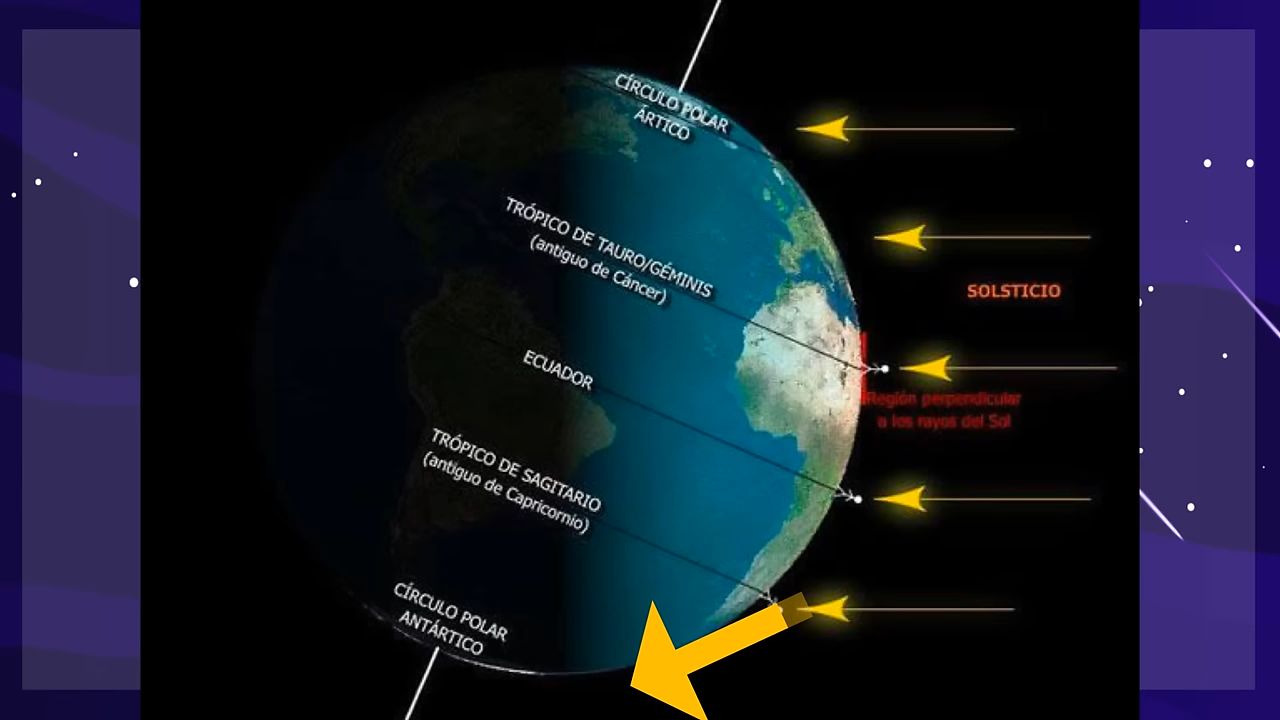 CÍRCULO POLAR
ÁRTICO
TRÓPICO DE TAURO/GÉMINIS
(antiguo de Cáncer)
SOLSTICIO
ECUADOR
Región perpendicular
a los rayos del Sol
TRÓPICO DE SAGITARIO
(antiguo de Capricornio)
CÍRCULO POLAR
ANTÁRTICO